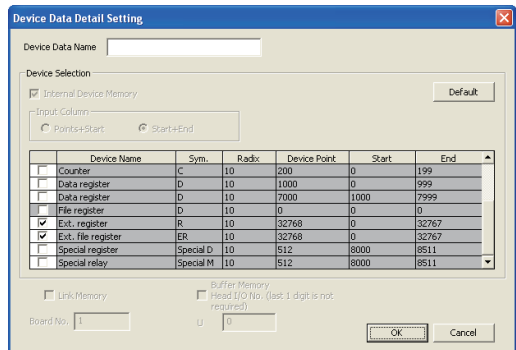 Device Data Detail Setting
Device Data Name
Device Selection
Internal Device Memory
Default
Input Column
Points+Start Start+End
Device Name Sym. Radix Device Point Start End
Counter C 10 200 0 199
Data register D 10 1000 0 999
Data register D 10 7000 1000 7999
File register D 10 0 0 0
Ext. register R 10 32768 0 32767
Ext. file register ER 10 32768 0 32767
Special register Special D 10 512 8000 8511
Special relay Special M 10 512 8000 8511
Link Memory
Buffer Memory
Head I/O No. (last 1 digit is not
required)
Board No. 1
U 0
OK Cancel